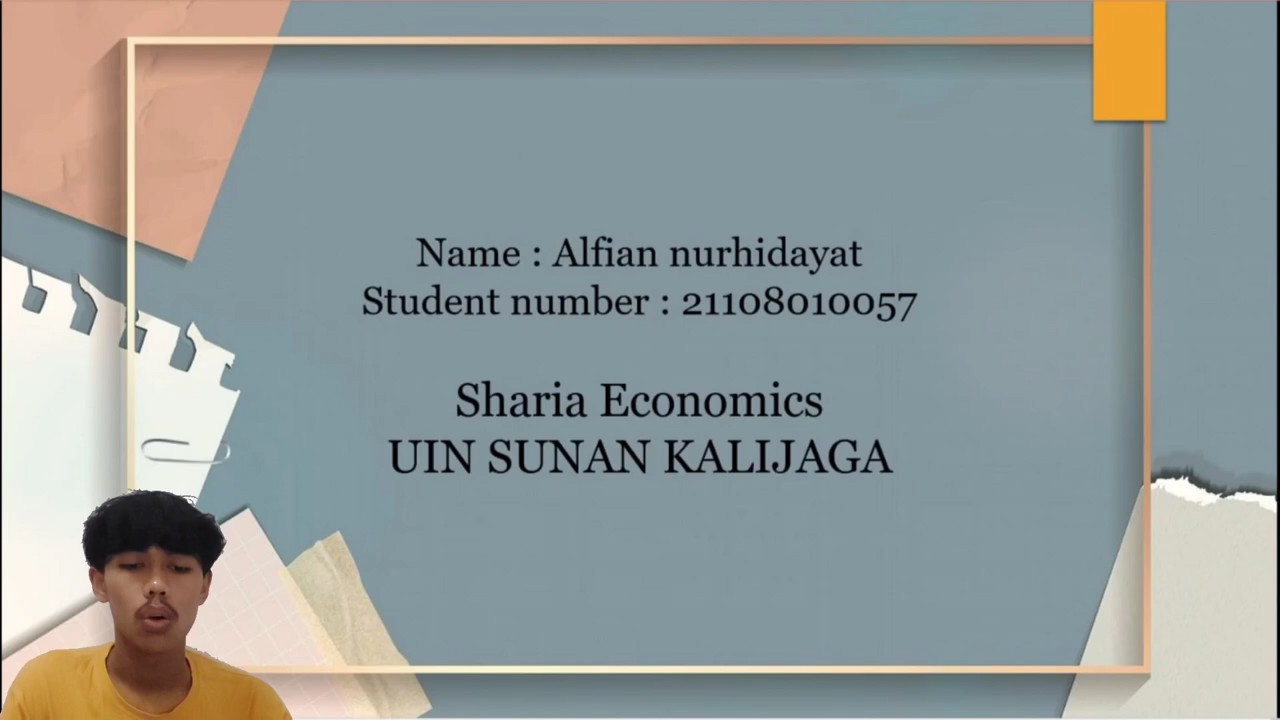 Name : Alfian nurhidayat
Student number : 21108010057
Sharia Economics
UIN SUNAN KALIJAGA